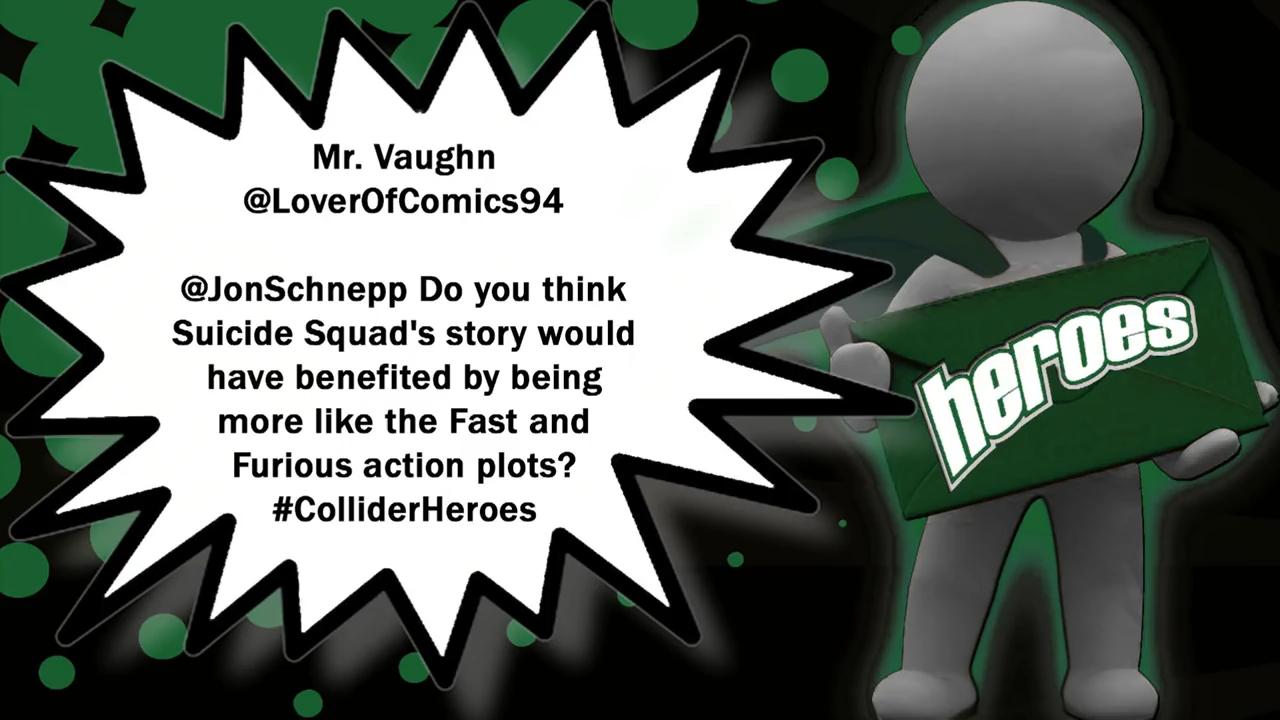 Mr. Vaughn
@LoverOfComics94
@JonSchnepp Do you think
Suicide Squad's story would
have benefited by being
more like the Fast and
Furious action plots?
#ColliderHeroes
heroes